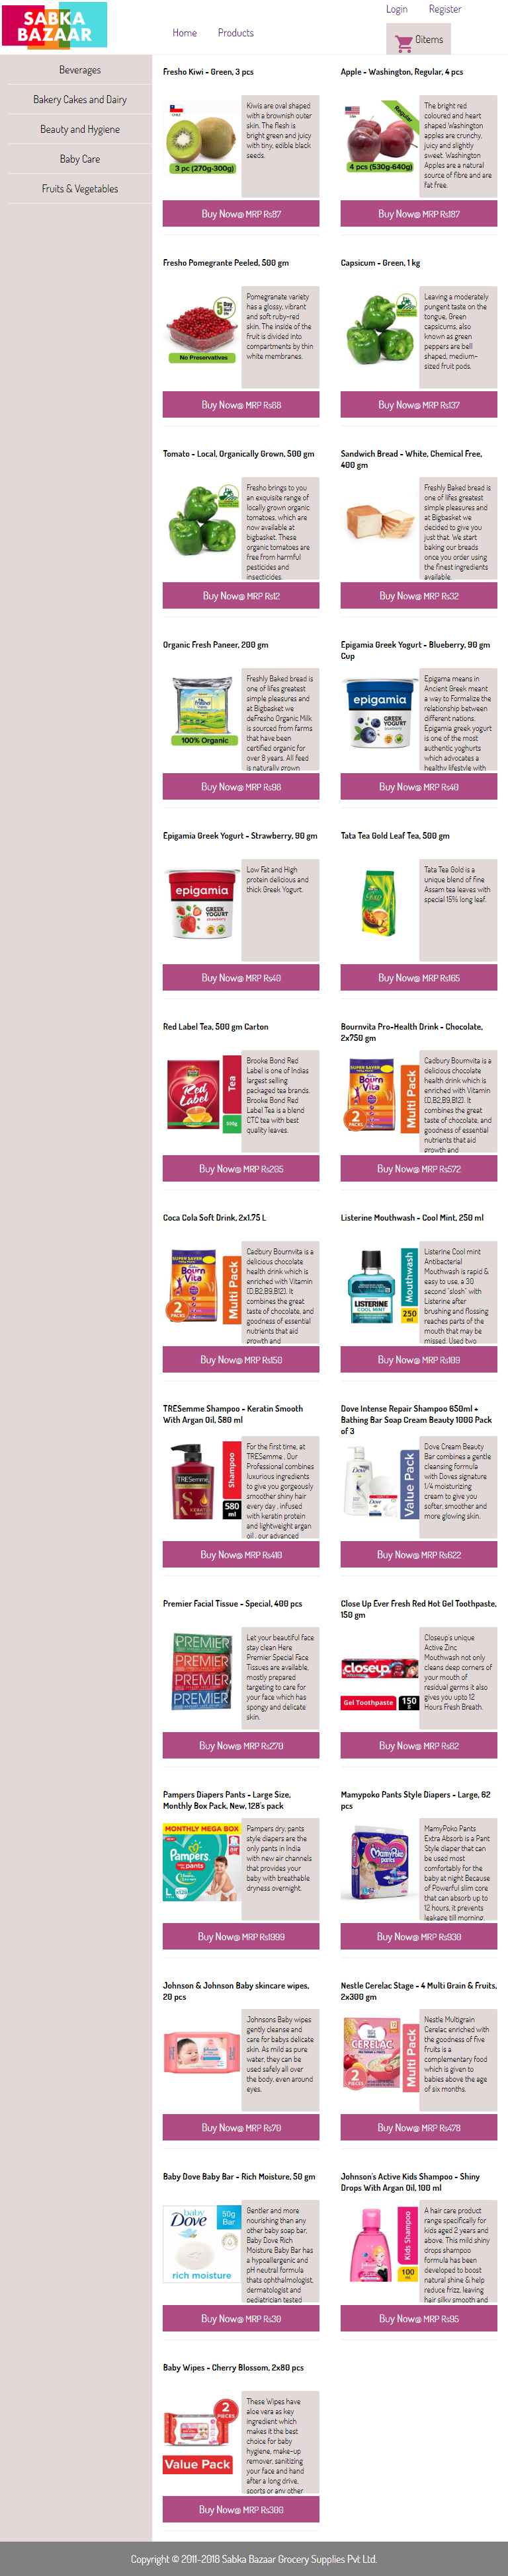 SABKA
BAZAAR
Home
Products
Login
Register
0items
Beverages
Bakery Cakes and Dairy
Beauty and Hygiene
Baby Care
Fruits & Vegetables
Fresho Kiwi - Green, 3 pcs
3 pc (270g-300g)
Kiwis are oval shaped
with a brownish outer
skin. The flesh is
bright green and juicy
with tiny, edible black
seeds.
Buy Now@ MRP Rs87
Apple - Washington, Regular, 4 pcs
Regular
4 pcs (530g-640g)
The bright red
coloured and heart
shaped Washington
apples are crunchy,
juicy and slightly
sweet. Washington
Apples are a natural
source of fibre and are
fat free.
Buy Now@ MRP Rs187
Fresho Pomegrante Peeled, 500 gm
5 Day
No Preservatives
Pomegranate variety
has a glossy, vibrant
and soft ruby-red
skin. The inside of the
fruit is divided into
compartments by thin
white membranes.
Buy Now@ MRP Rs88
Capsicum - Green, 1 kg
Leaving a moderately
pungent taste on the
tongue, Green
capsicums, also
known as green
peppers are bell
shaped, medium-
sized fruit pods.
Buy Now@ MRP Rs137
Tomato - Local, Organically Grown, 500 gm
Fresho brings to you
an exquisite range of
locally grown organic
tomatoes, which are
now available at
bigbasket. These
organic tomatoes are
free from harmful
pesticides and
insecticides.
Buy Now@ MRP Rs12
Sandwich Bread - White, Chemical Free,
400 gm
Freshly Baked bread is
one of lifes greatest
simple pleasures and
at Bigbasket we
decided to give you
just that. We start
baking our breads
once you order using
the finest ingredients
available.
Buy Now@ MRP Rs32
Organic Fresh Paneer, 200 gm
fresho
100% Organic
Freshly Baked bread is
one of lifes greatest
simple pleasures and
at Bigbasket we
deFresho Organic Milk
is sourced from farms
that have been
certified organic for
over 8 years. All feed
is naturally grown
Buy Now@ MRP Rs98
Epigamia Greek Yogurt - Blueberry, 90 gm
Cup
epigamia
GREEK
YOGURT
blueberry
Epigama means in
Ancient Greek meant
a way to Formalize the
relationship between
different nations.
Epigamia greek yogurt
is one of the most
authentic yoghurts
which advocates a
healthy lifestyle with
Buy Now@ MRP Rs40
Epigamia Greek Yogurt - Strawberry, 90 gm
epigamia
GREEK
YOGURT
strawberry
Low Fat and High
protein delicious and
thick Greek Yogurt.
Buy Now@ MRP Rs40
Tata Tea Gold Leaf Tea, 500 gm
Tata Tea Gold is a
unique blend of fine
Assam tea leaves with
special 15% long leaf.
Buy Now@ MRP Rs165
Red Label Tea, 500 gm Carton
Red
Label
Tea
500g
Brooke Bond Red
Label is one of Indias
largest selling
packaged tea brands.
Brooke Bond Red
Label Tea is a blend
CTC tea with best
quality leaves.
Buy Now@ MRP Rs205
Bournvita Pro-Health Drink - Chocolate,
2x750 gm
SUPER SAVER
Bourn
Vita
2
PACKS
Multi Pack
Cadbury Bournvita is a
delicious chocolate
health drink which is
enriched with Vitamin
(D,B2,B9,B12). It
combines the great
taste of chocolate, and
goodness of essential
nutrients that aid
growth and
Buy Now@ MRP Rs572
Coca Cola Soft Drink, 2x1.75 L
SUPER SAVER
Bourn
Vita
2
PACKS
Multi Pack
Cadbury Bournvita is a
delicious chocolate
health drink which is
enriched with Vitamin
(D,B2,B9,B12). It
combines the great
taste of chocolate, and
goodness of essential
nutrients that aid
growth and
Buy Now@ MRP Rs150
Listerine Mouthwash - Cool Mint, 250 ml
LISTERINE
COOL MINT
Mouthwash
250
ml
Listerine Cool mint
Antibacterial
Mouthwash is rapid &
easy to use, a 30
second "slosh" with
Listerine after
brushing and flossing
reaches parts of the
mouth that may be
missed. Used two
Buy Now@ MRP Rs109
TRESemme Shampoo - Keratin Smooth
With Argan Oil, 580 ml
TRESemmé
Shampoo
580
ml
For the first time, at
TRESemme , Our
Professional combines
luxurious ingredients
to give you gorgeously
smoother shiny hair
every day , infused
with keratin protein
and lightweight argan
oil , our advanced
Buy Now@ MRP Rs410
Dove Intense Repair Shampoo 650ml +
Bathing Bar Soap Cream Beauty 100G Pack
of 3
Dove
Value Pack
Dove Cream Beauty
Bar combines a gentle
cleansing formula
with Doves signature
1/4 moisturizing
cream to give you
softer, smoother and
more glowing skin.
Buy Now@ MRP Rs622
Premier Facial Tissue - Special, 400 pcs
PREMIER
PREMIER
PREMIER
PREMIER
Let your beautiful face
stay clean Here
Premier Special Face
Tissues are available,
mostly prepared
targeting to care for
your face which has
spongy and delicate
skin.
Buy Now@ MRP Rs270
Close Up Ever Fresh Red Hot Gel Toothpaste,
150 gm
closeup
Gel Toothpaste
150
g
Closeup's unique
Active Zinc
Mouthwash not only
cleans deep corners of
your mouth of
residual germs it also
gives you upto 12
Hours Fresh Breath.
Buy Now@ MRP Rs82
Pampers Diapers Pants - Large Size,
Monthly Box Pack, New, 128's pack
MONTHLY MEGA BOX
Pampers
pants
L
x128
Pampers dry, pants
style diapers are the
only pants in India
with new air channels
that provides your
baby with breathable
dryness overnight.
Buy Now@ MRP Rs1999
Mamypoko Pants Style Diapers - Large, 62
pcs
MamyPoko
pants
MamyPoko Pants
Extra Absorb is a Pant
Style diaper that can
be used most
comfortably for the
baby at night Because
of Powerful slim core
that can absorb up to
12 hours, it prevents
leakage till morning.
Buy Now@ MRP Rs930
Johnson & Johnson Baby skincare wipes,
20 pcs
Johnsons Baby wipes
gently cleanse and
care for babys delicate
skin. As mild as pure
water, they can be
used safely all over
the body, even around
eyes.
Buy Now@ MRP Rs70
Nestle Cerelac Stage - 4 Multi Grain & Fruits,
2x300 gm
CERELAC
2
PIECES
Multi Pack
Nestle Multigrain
Cerelac enriched with
the goodness of five
fruits is a
complementary food
which is given to
babies above the age
of six months.
Buy Now@ MRP Rs478
Baby Dove Baby Bar - Rich Moisture, 50 gm
baby
Dove
50g
Bar
rich moisture
Gentler and more
nourishing than any
other baby soap bar,
Baby Dove Rich
Moisture Baby Bar has
a hypoallergenic and
pH neutral formula
thats ophthalmologist,
dermatologist and
pediatrician tested
Buy Now@ MRP Rs30
Johnson's Active Kids Shampoo - Shiny
Drops With Argan Oil, 100 ml
Kids Shampoo
100
ml
A hair care product
range specifically for
kids aged 2 years and
above. This mild shiny
drops shampoo
formula has been
developed to boost
natural shine & help
reduce frizz, leaving
hair silky smooth and
Buy Now@ MRP Rs95
Baby Wipes - Cherry Blossom, 2x80 pcs
2
PIECES
Value Pack
These Wipes have
aloe vera as key
ingredient which
makes it the best
choice for baby
hygiene, make-up
remover, sanitizing
your face and hand
after a long drive,
sports or any other
Buy Now@ MRP Rs300
Copyright © 2011-2018 Sabka Bazaar Grocery Supplies Pvt Ltd.